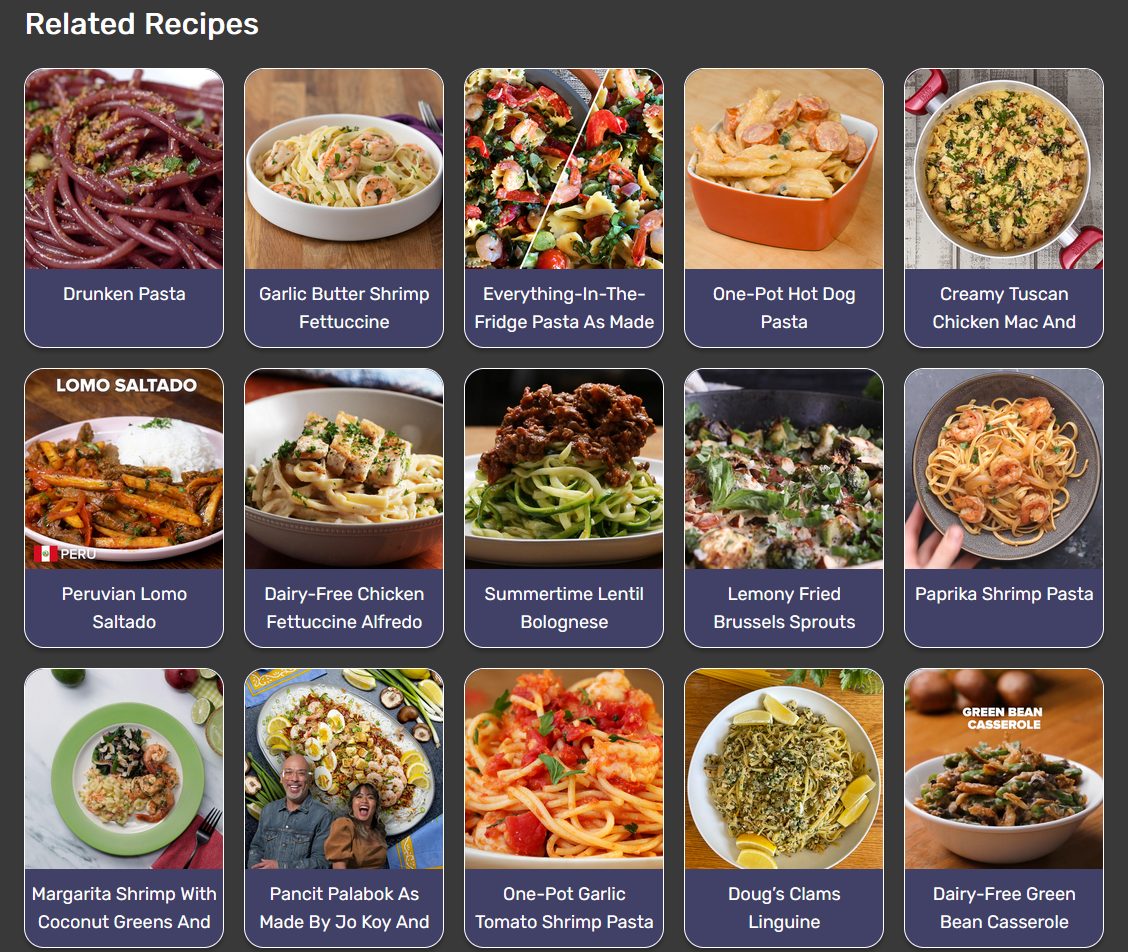 Related Recipes
Drunken Pasta
Garlic Butter Shrimp
Fettuccine
Everything-In-The-
Fridge Pasta As Made
One-Pot Hot Dog
Pasta
Creamy Tuscan
Chicken Mac And
LOMO SALTADO
PERU
Peruvian Lomo
Saltado
Dairy-Free Chicken
Fettuccine Alfredo
Summertime Lentil
Bolognese
Lemony Fried
Brussels Sprouts
Paprika Shrimp Pasta
Margarita Shrimp With
Coconut Greens And
Pancit Palabok As
Made By Jo Koy And
One-Pot Garlic
Tomato Shrimp Pasta
Doug’s Clams
Linguine
GREEN BEAN
CASSEROLE
Dairy-Free Green
Bean Casserole